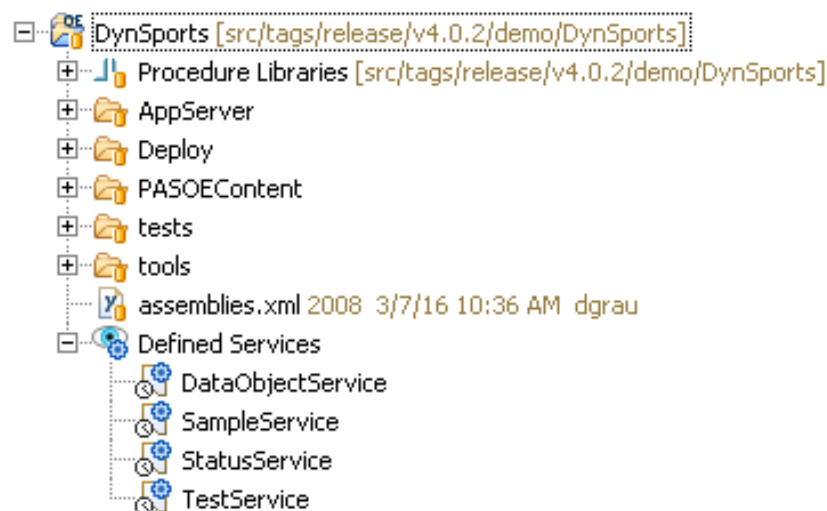 DynSports [src/tags/release/v4.0.2/demo/DynSports]
Procedure Libraries [src/tags/release/v4.0.2/demo/DynSports]
AppServer
Deploy
PASOEContent
tests
tools
assemblies.xml 2008 3/7/16 10:36 AM dgrau
Defined Services
DataObjectService
SampleService
StatusService
TestService